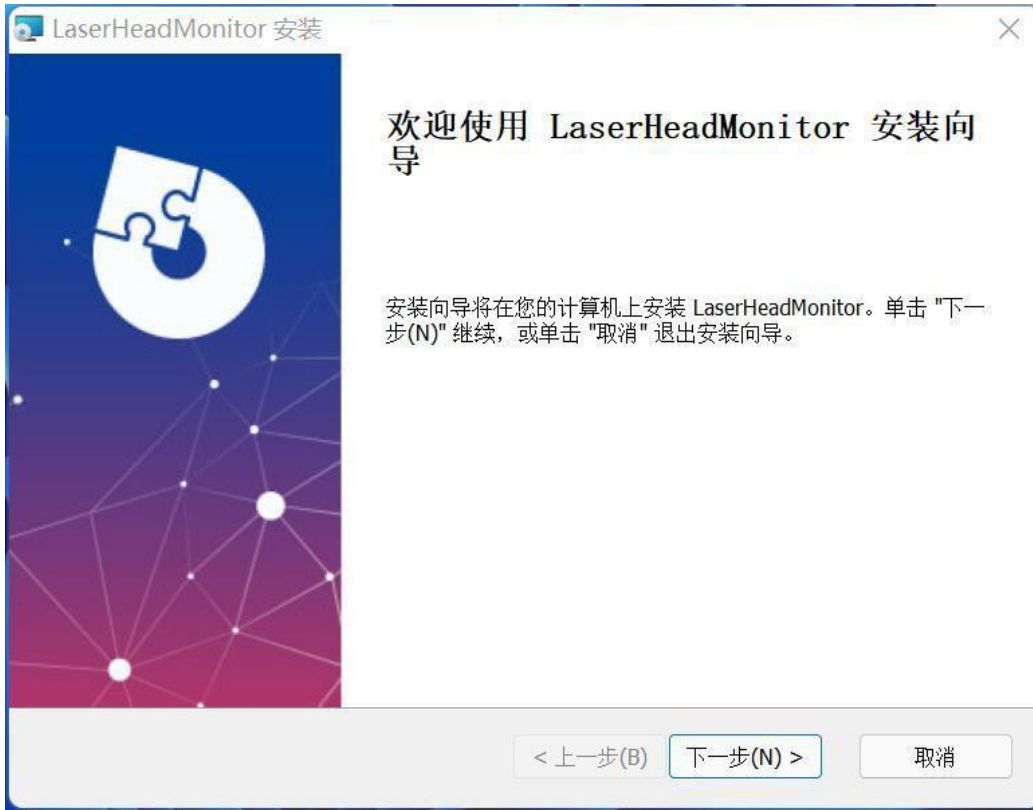 LaserHeadMonitor 安装
欢迎使用 LaserHeadMonitor 安装向
导
安装向导将在您的计算机上安装 LaserHeadMonitor。单击 "下一
步(N)" 继续，或单击 "取消" 退出安装向导。
< 上一步(B) 下一步(N) > 取消